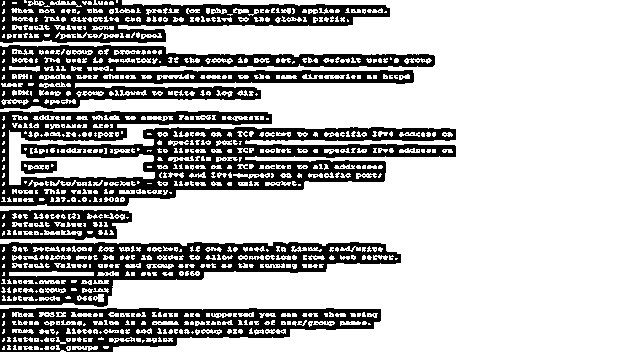 ; - 'php_admin_values'
; When not set, the global prefix (or $php_fpm_prefix$) applies instead.
; Note: This directive can also be relative to the global prefix.
; Default Value: none
;prefix = /path/to/pools/$pool
; Unix user/group of processes
; Note: The user is mandatory. If the group is not set, the default user's group
; will be used.
; RPM: apache user chosen to provide access to the same directories as httpd
user = apache
; RPM: Keep a group allowed to write in log dir.
group = apache
; The address on which to accept FastCGI requests.
; Valid syntaxes are:
; 'ip.add.re.ss:port' - to listen on a TCP socket to a specific IPv4 address on
; a specific port;
; '[ip:6:address]:port' - to listen on a TCP socket to a specific IPv6 address on
; a specific port;
; 'port' - to listen on a TCP socket to all addresses
; (IPv6 and IPv4-mapped) on a specific port;
; '/path/to/unix/socket' - to listen on a unix socket.
; Note: This value is mandatory.
listen = 127.0.0.1:9000
; Set listen(2) backlog.
; Default Value: 511
;listen.backlog = 511
; Set permissions for unix socket, if one is used. In Linux, read/write
; permissions must be set in order to allow connections from a web server.
; Default Values: user and group are set as the running user
; mode is set to 0660
listen.owner = nginx
listen.group = nginx
listen.mode = 0660
; When POSIX Access Control Lists are supported you can set them using
; these options, value is a comma separated list of user/group names.
; When set, listen.owner and listen.group are ignored
;listen.acl_users = apache,nginx
;listen.acl_groups =